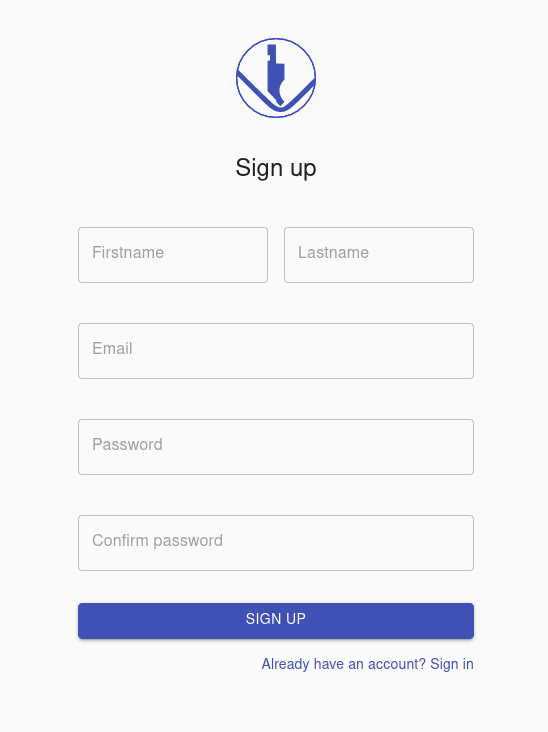 Sign up
Firstname
Lastname
Email
Password
Confirm password
SIGN UP
Already have an account? Sign in